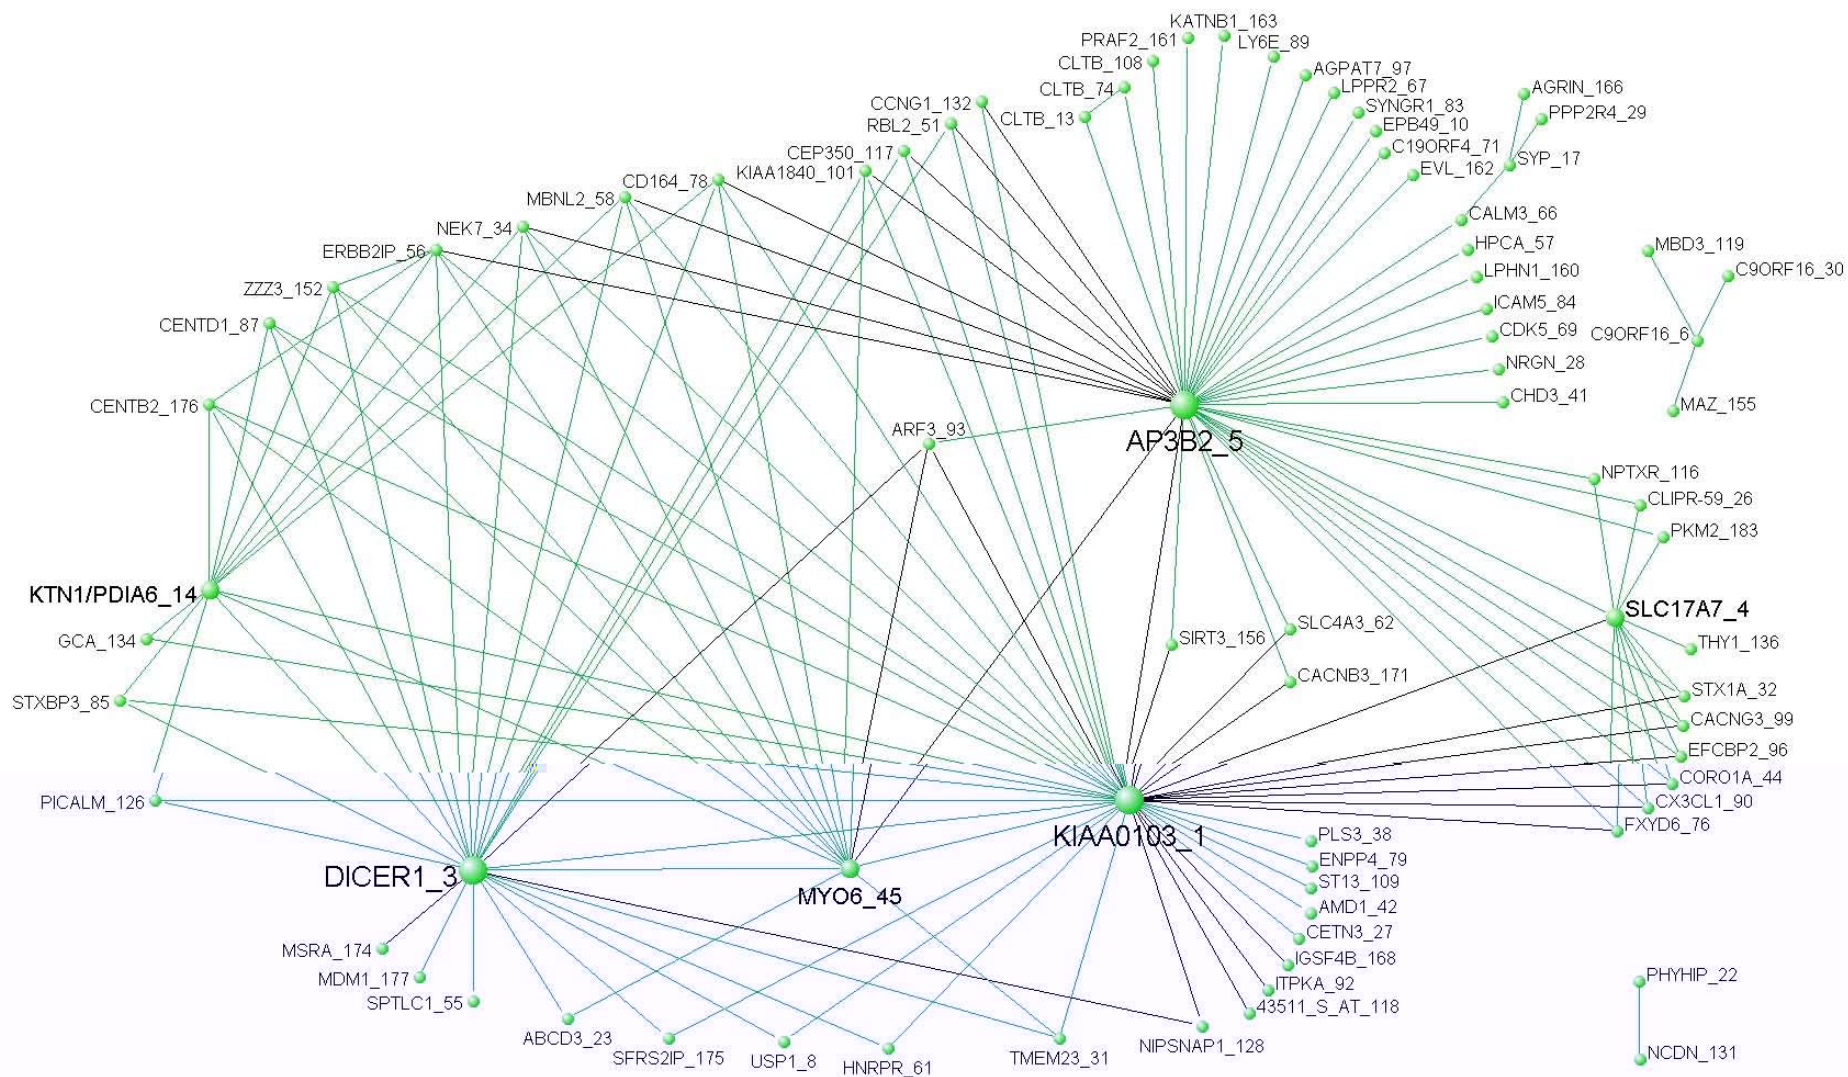 KATNB1_163
PRAF2_161
LY6E_89
CLTB_108
AGPAT7_97
CLTB_74
LPPR2_67
AGRIN_166
CCNG1_132
SYNGR1_83
PPP2R4_29
CLTB_13
RBL2_51
EPB49_10
C19ORF4_71
CEP350_117
SYP_17
KIAA1840_101
EVL_162
CD164_78
MBNL2_58
CALM3_66
NEK7_34
HPCA_57
MBD3_119
ERBB2IP_56
LPHN1_160
C9ORF16_30
ZZZ3_152
ICAM5_84
CENTD1_87
CDK5_69
C9ORF16_6
NRGN_28
CENTB2_176
CHD3_41
MAZ_155
ARF3_93
AP3B2_5
NPTXR_116
CLIPR-59_26
PKM2_183
KTN1/PDIA6_14
SLC17A7_4
GCA_134
SIRT3_156
SLC4A3_62
THY1_136
CACNB3_171
STX1A_32
STXBP3_85
CACNG3_99
EFCBP2_96
CORO1A_44
PICALM_126
CX3CL1_90
FXYD6_76
KIAA0103_1
PLS3_38
ENPP4_79
DICER1_3
ST13_109
MYO6_45
AMD1_42
CETN3_27
MSRA_174
IGSF4B_168
MDM1_177
ITPKA_92
PHYHIP_22
SPTLC1_55
43511_S_AT_118
ABCD3_23
NIPSNAP1_128
SFRS2IP_175
USP1_8
HNRPR_61
TMEM23_31
NCDN_131